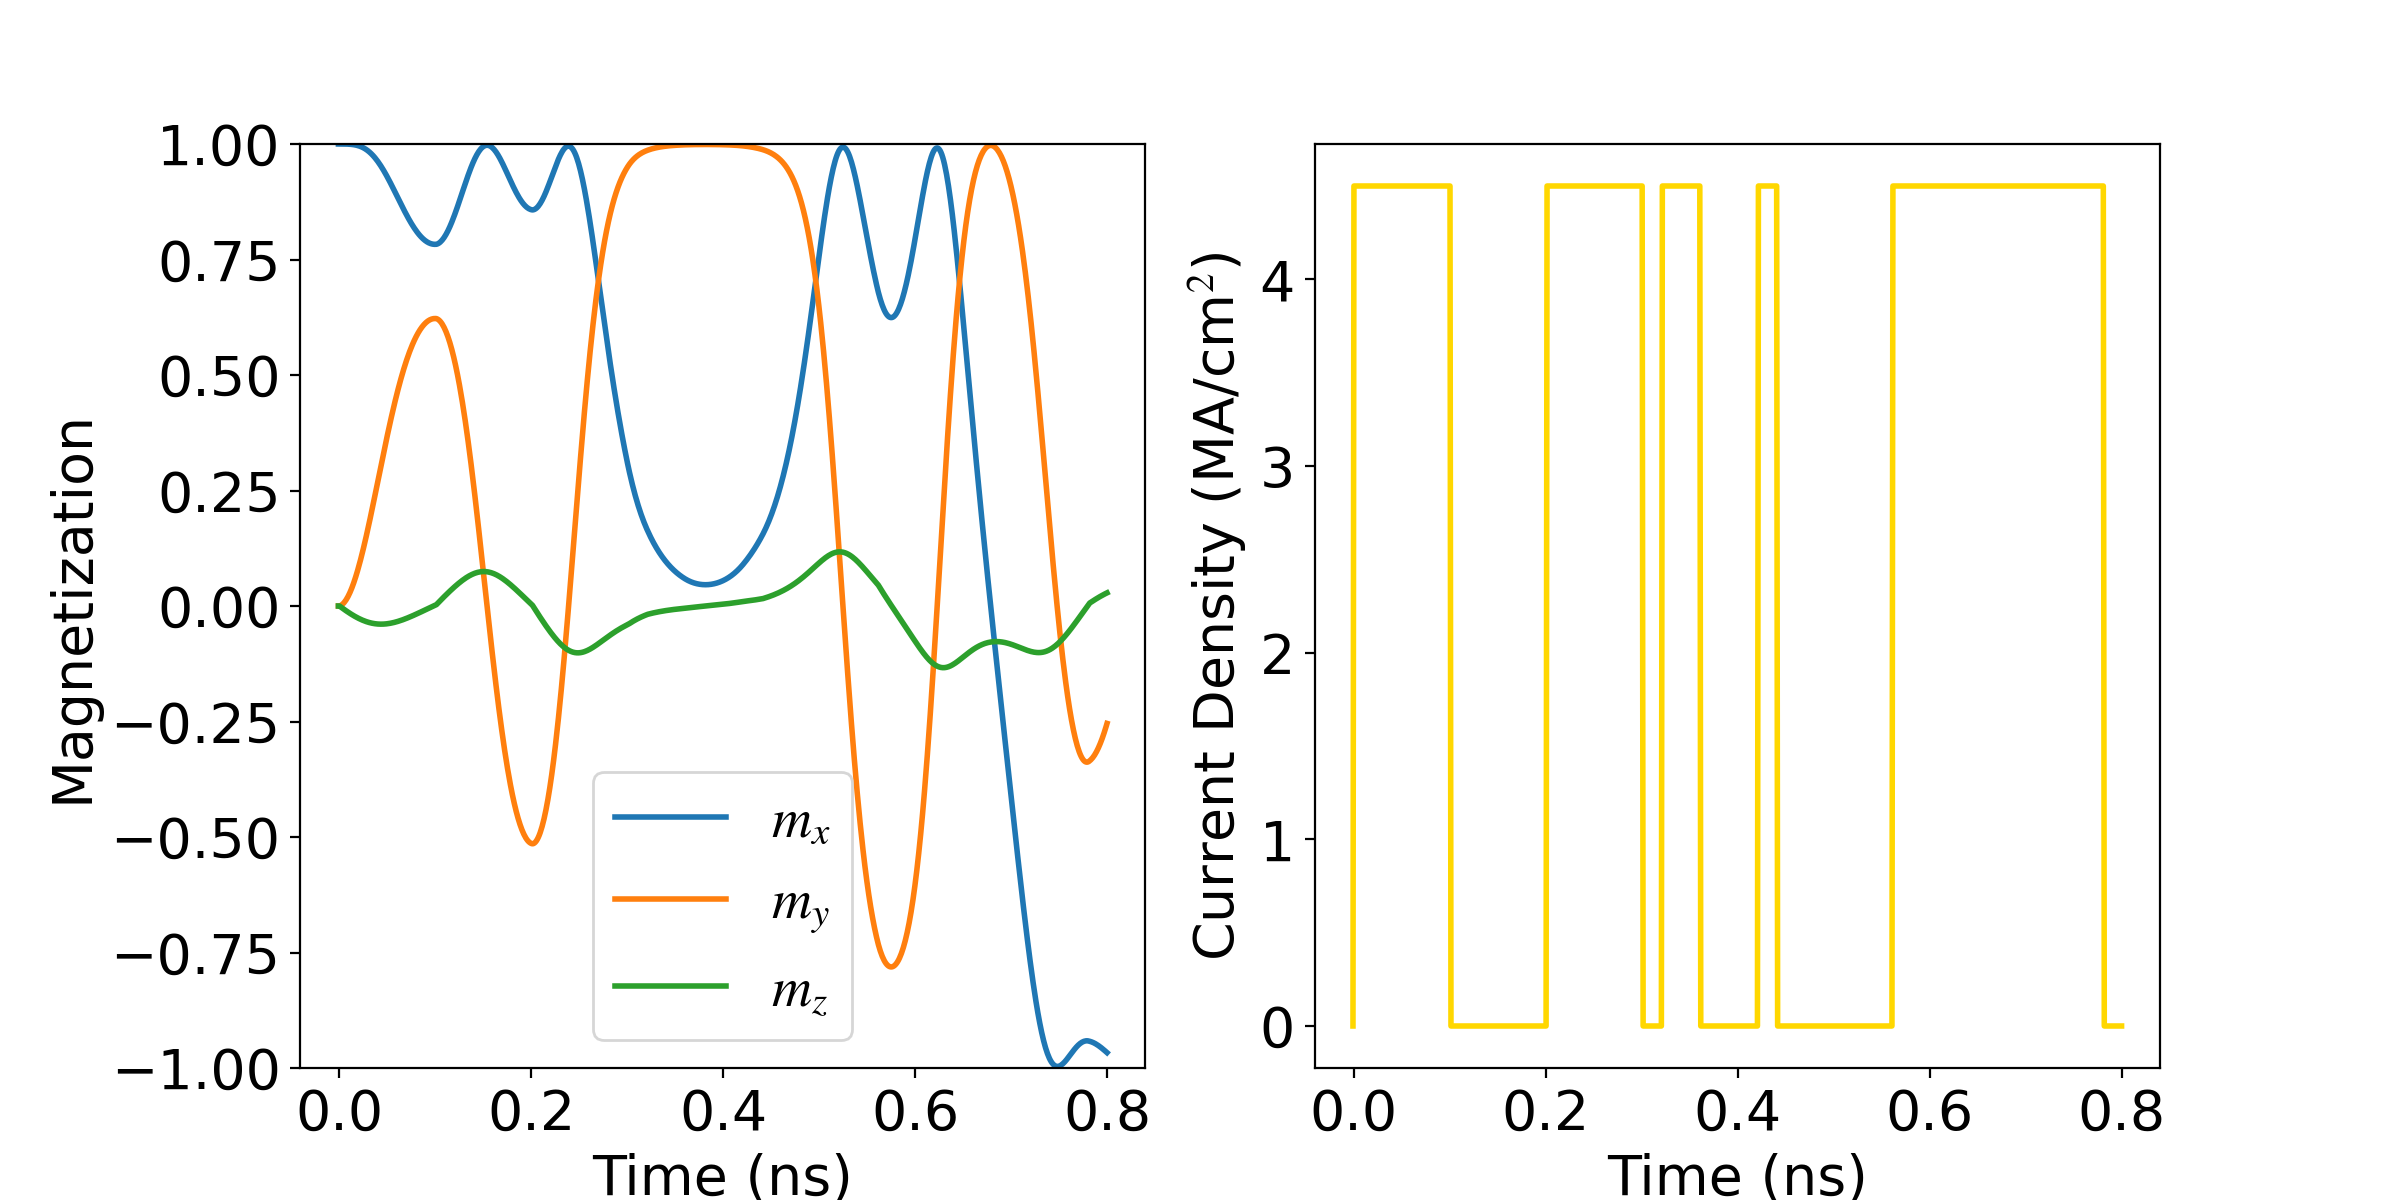 Magnetization
1.00
0.75
0.50
0.25
0.00
−0.25
−0.50
−0.75
−1.00
0.0 0.2 0.4 0.6 0.8
Time (ns)
m_x
m_y
m_z
Current Density (MA/cm²)
4
3
2
1
0
0.0 0.2 0.4 0.6 0.8
Time (ns)